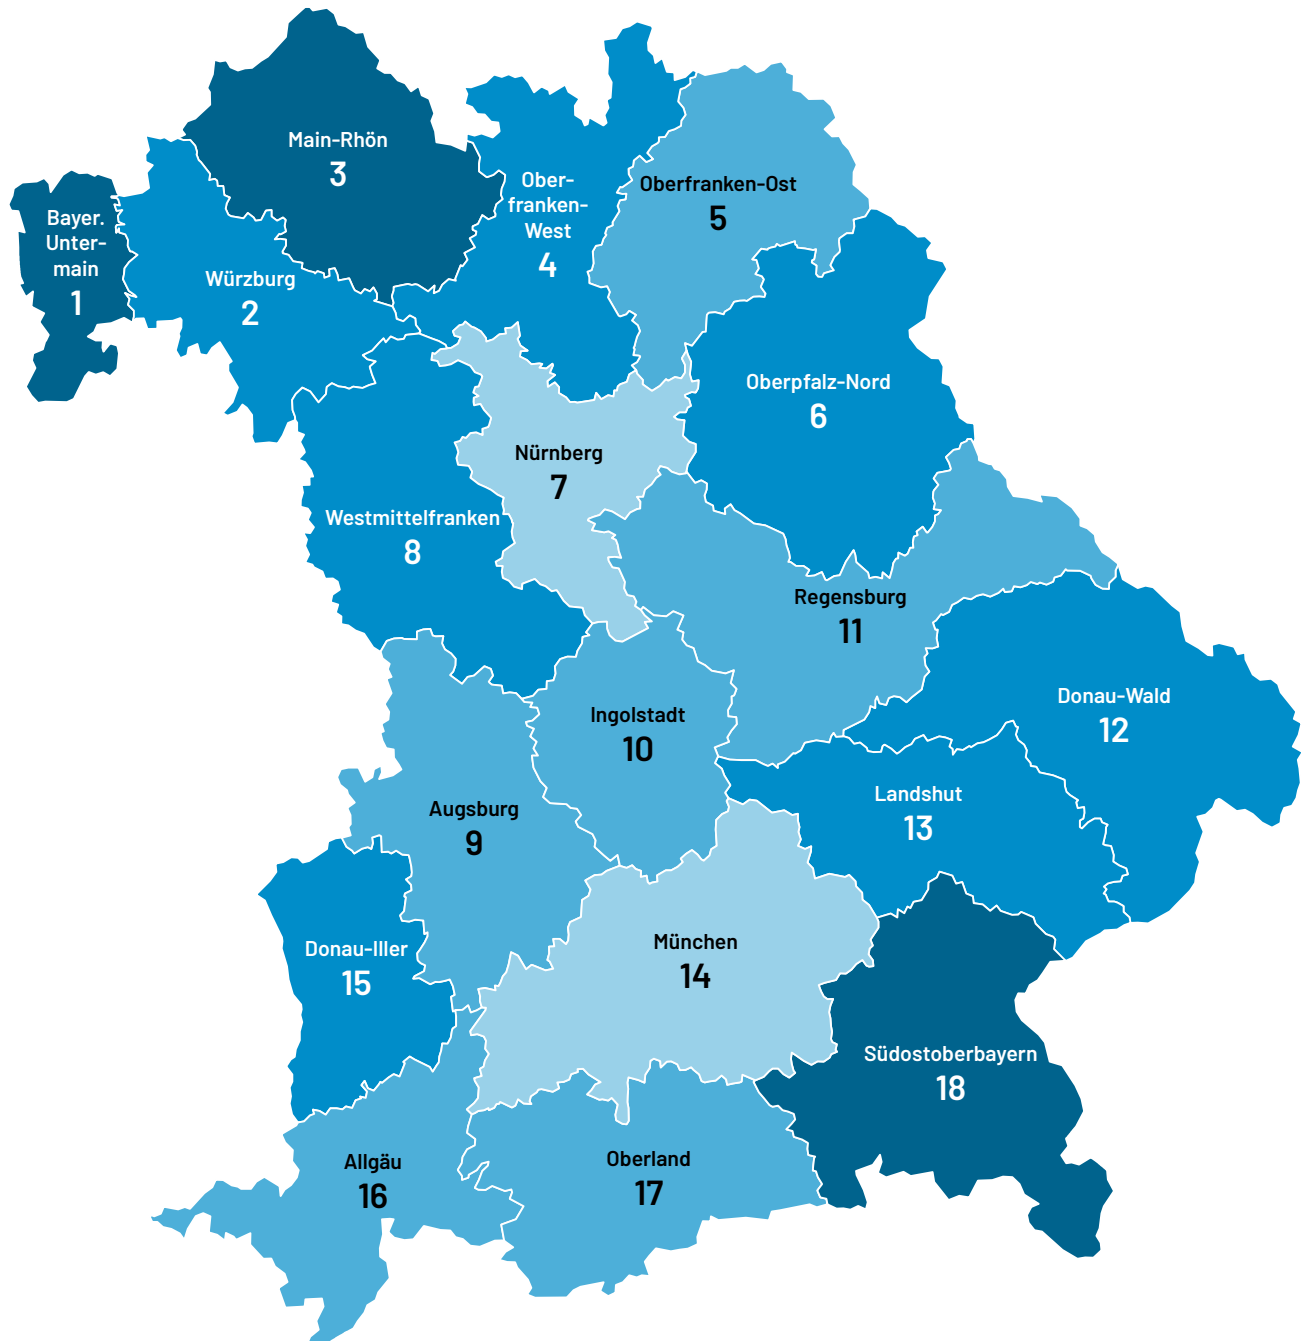 Main-Rhön
3
Bayer.
Unter-
main
1
Würzburg
2
Ober-
franken-
West
4
Oberfranken-Ost
5
Oberpfalz-Nord
6
Nürnberg
7
Westmittelfranken
8
Regensburg
11
Donau-Wald
12
Ingolstadt
10
Augsburg
9
Landshut
13
München
14
Donau-Iller
15
Südostoberbayern
18
Allgäu
16
Oberland
17